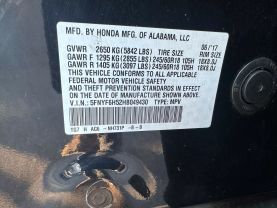 MFD. BY HONDA MFG. OF ALABAMA, LLC
GVWR 2650 KG (5842 LBS) TIRE SIZE 06/17 RIM SIZE
GAWR F 1295 KG (2855 LBS) 245/60R18 105H 18X8.0J
GAWR R 1405 KG (3097 LBS) 245/60R18 105H 18X8.0J
THIS VEHICLE CONFORMS TO ALL APPLICABLE
FEDERAL MOTOR VEHICLE SAFETY
AND THEFT PREVENTION STANDARDS IN
EFFECT ON THE DATE OF MANUFACTURE
SHOWN ABOVE.
V.I.N.: 5FNYF6H52HB049430 TYPE: MPV